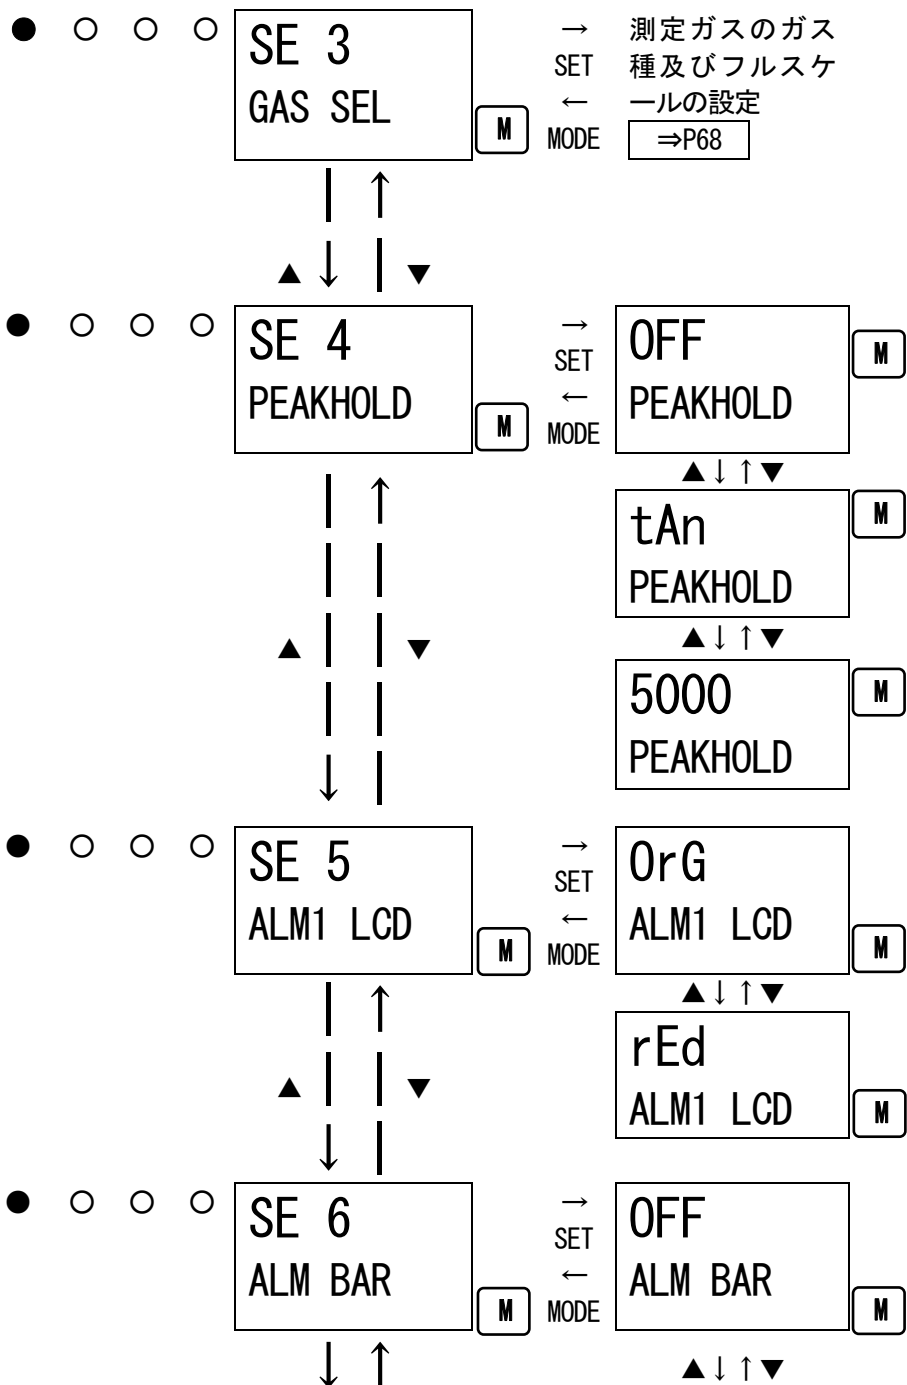 ● ○ ○ ○ SE 3 → 測定ガスのガス
SET 種及びフルスケ
GAS SEL ← ールの設定
M MODE ⇒P68
▲ ↓ ↑ ▼
● ○ ○ ○ SE 4 → OFF M
SET
PEAKHOLD ← PEAKHOLD
M MODE
▲↓↑▼
tAn M
PEAKHOLD
▲↓↑▼
▲ ↓ ↑ ▼
5000 M
PEAKHOLD
● ○ ○ ○ SE 5 → OrG
SET
ALM1 LCD ← ALM1 LCD
M MODE M
▲↓↑▼
rEd
▲ ↓ ↑ ▼
ALM1 LCD M
● ○ ○ ○ SE 6 → OFF
SET
ALM BAR ← ALM BAR
M MODE M
↓ ↑ ▲↓↑▼